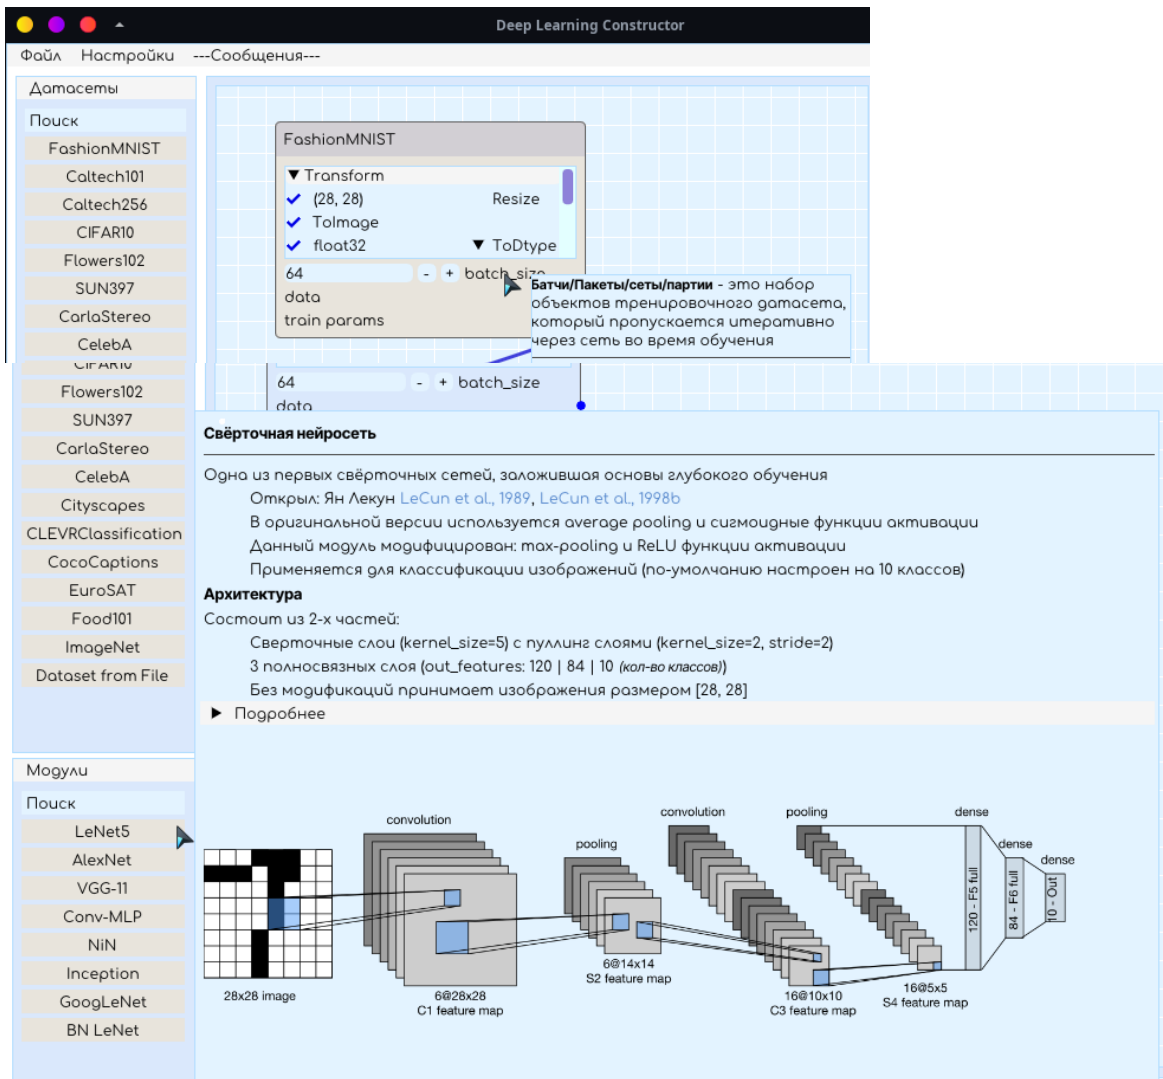 Deep Learning Constructor
Файл Настройки ---Сообщения---
Датасеты
Поиск
FashionMNIST
Caltech101
Caltech256
CIFAR10
Flowers102
SUN397
CarlaStereo
CelebA
FashionMNIST
▼ Transform
(28, 28) Resize
ToImage
float32 ▼ ToDtype
64 - + batch_size
data
train params
Батчи/Пакеты/сеты/партии - это набор
объектов тренировочного датасета,
который пропускается итеративно
через сеть во время обучения
CIFAR10
Flowers102
SUN397
CarlaStereo
CelebA
Cityscapes
CLEVRClassification
CocoCaptions
EuroSAT
Food101
ImageNet
Dataset from File
64 - + batch_size
data
Свёрточная нейросеть
Одна из первых свёрточных сетей, заложившая основы глубокого обучения
Открыл: Ян Лекун LeCun et al., 1989, LeCun et al., 1998b
В оригинальной версии используется average pooling и сигмоидные функции активации
Данный модуль модифицирован: max-pooling и ReLU функции активации
Применяется для классификации изображений (по-умолчанию настроен на 10 классов)
Архитектура
Состоит из 2-х частей:
Сверточные слои (kernel_size=5) с пуллинг слоями (kernel_size=2, stride=2)
3 полносвязных слоя (out_features: 120 | 84 | 10 (кол-во классов))
Без модификаций принимает изображения размером [28, 28]
▶ Подробнее
Модули
Поиск
LeNet5
AlexNet
VGG-11
Conv-MLP
NiN
Inception
GoogLeNet
BN LeNet
28x28 image
convolution
6@28x28
C1 feature map
pooling
6@14x14
S2 feature map
convolution
16@10x10
C3 feature map
pooling
16@5x5
S4 feature map
dense
120 - F5 full
dense
84 - F6 full
dense
10 - Out